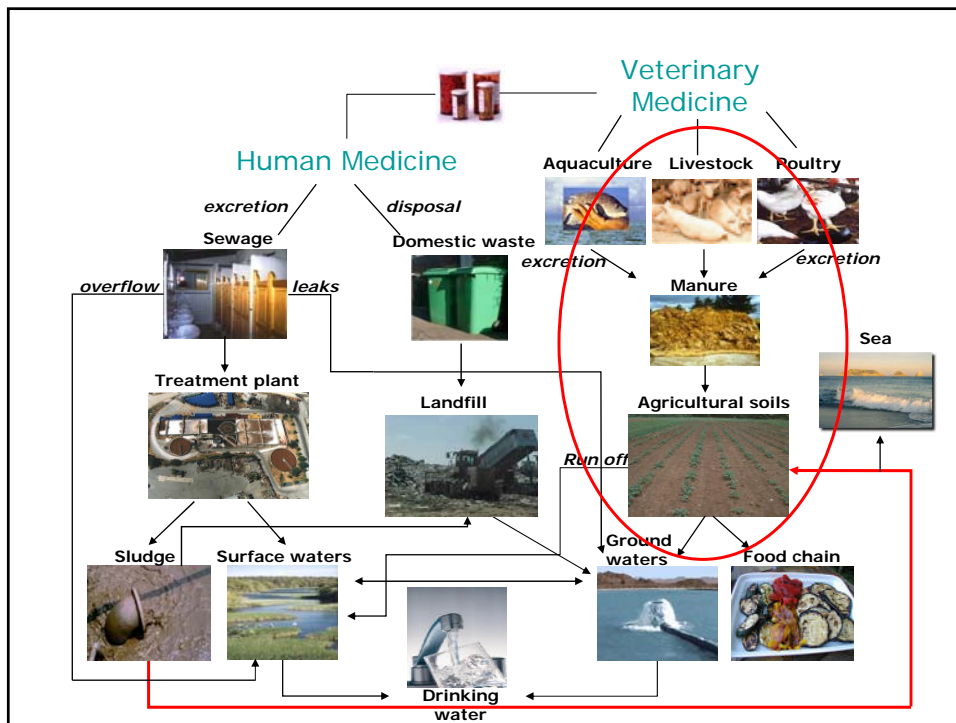 Veterinary
Medicine
Human Medicine
Aquaculture
Livestock
Poultry
excretion
disposal
Sewage
Domestic waste
excretion
excretion
overflow
leaks
Manure
Sea
Treatment plant
Landfill
Agricultural soils
Run off
Sludge
Surface waters
Ground
waters
Food chain
Drinking
water